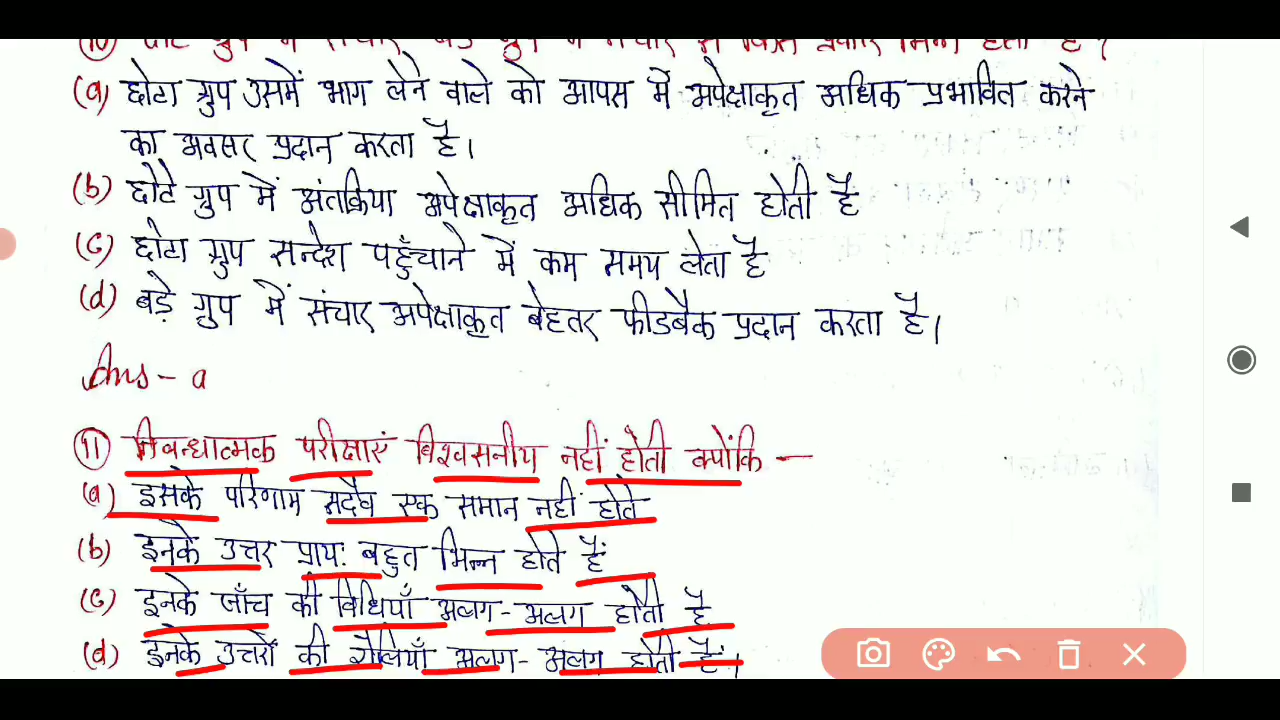 (a) छोटा ग्रुप उसमें भाग लेने वाले को आपस में अपेक्षाकृत अधिक प्रभावित करने
का अवसर प्रदान करता है।
(b) छोटे ग्रुप में अंतक्रिया अपेक्षाकृत अधिक सीमित होती है
(c) छोटा ग्रुप सन्देश पहुँचाने में कम समय लेता है
(d) बड़े ग्रुप में संचार अपेक्षाकृत बेहतर फीडबैक प्रदान करता है।
Ans - a
(11) निबन्धात्मक परीक्षाएं विश्वसनीय नहीं होती क्योंकि —
(a) इसके परिणाम सदैव एक समान नहीं होते
(b) इनके उत्तर प्रायः बहुत भिन्न होते हैं
(c) इनके जाँच की विधियाँ अलग-अलग होती है
(d) इनके उत्तरों की शैलियाँ अलग-अलग होती हैं।